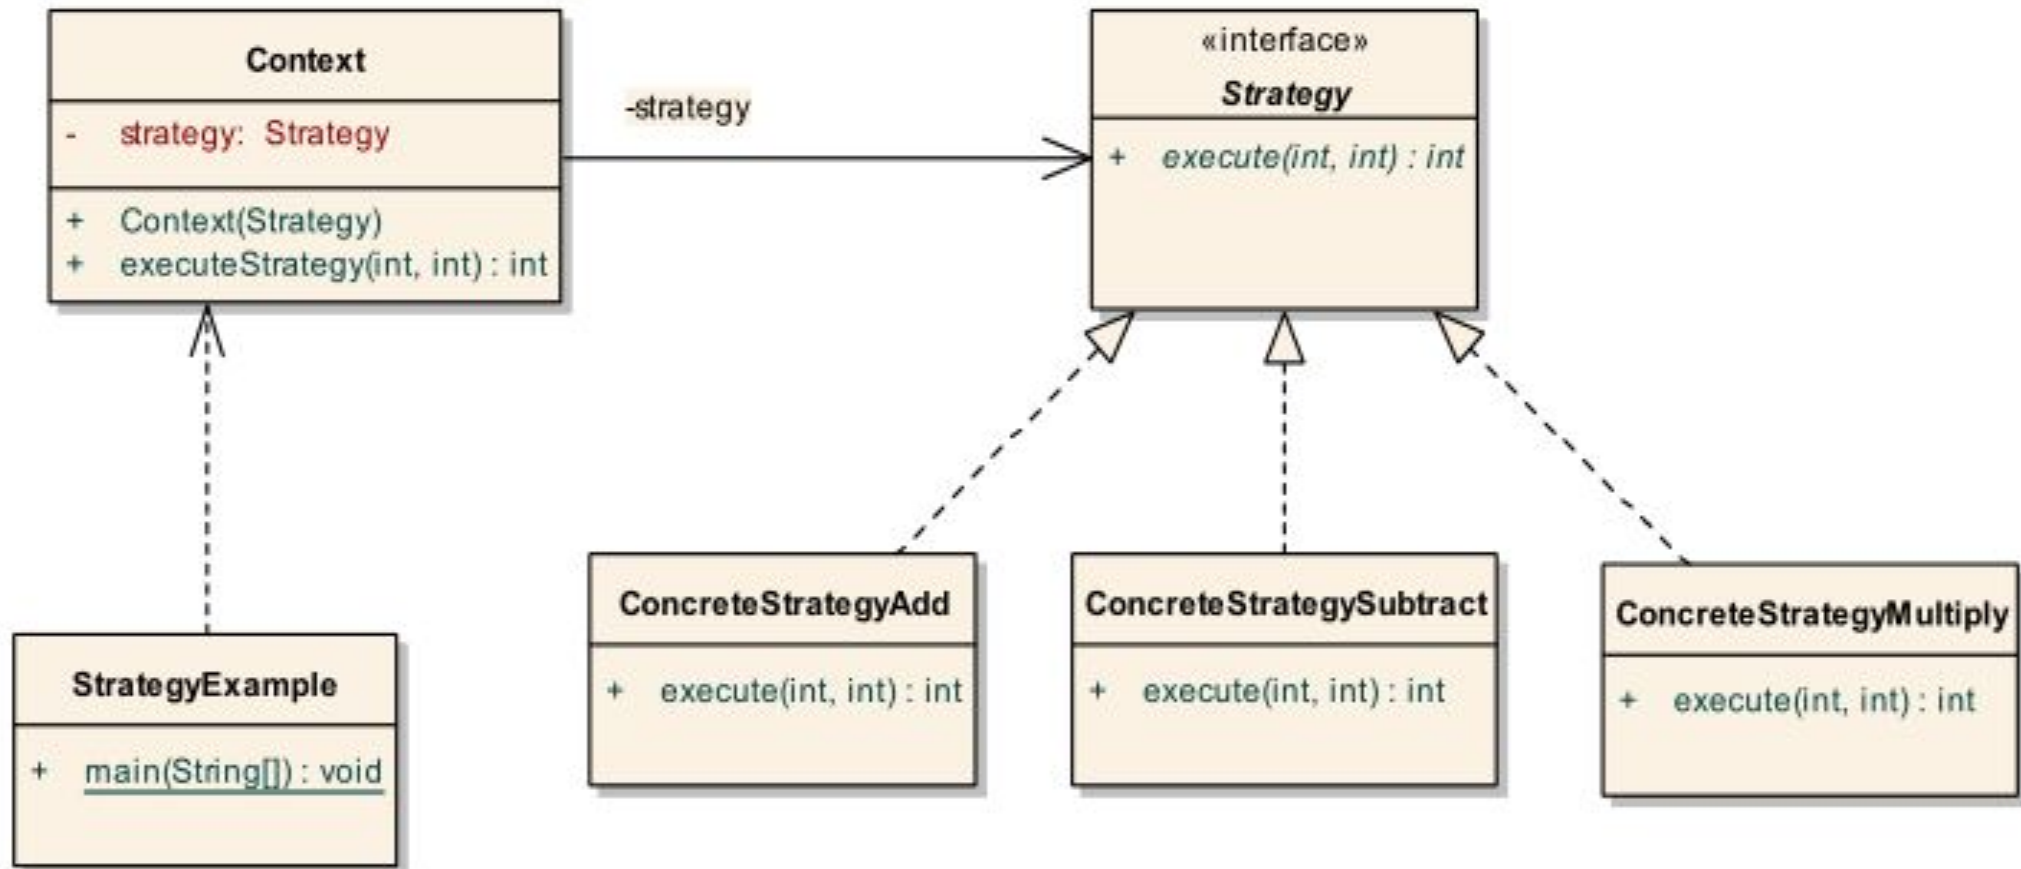 Context
- strategy: Strategy
+ Context(Strategy)
+ executeStrategy(int, int) : int
-strategy
«interface»
Strategy
+ execute(int, int) : int
StrategyExample
+ main(String[]) : void
ConcreteStrategyAdd
+ execute(int, int) : int
ConcreteStrategySubtract
+ execute(int, int) : int
ConcreteStrategyMultiply
+ execute(int, int) : int